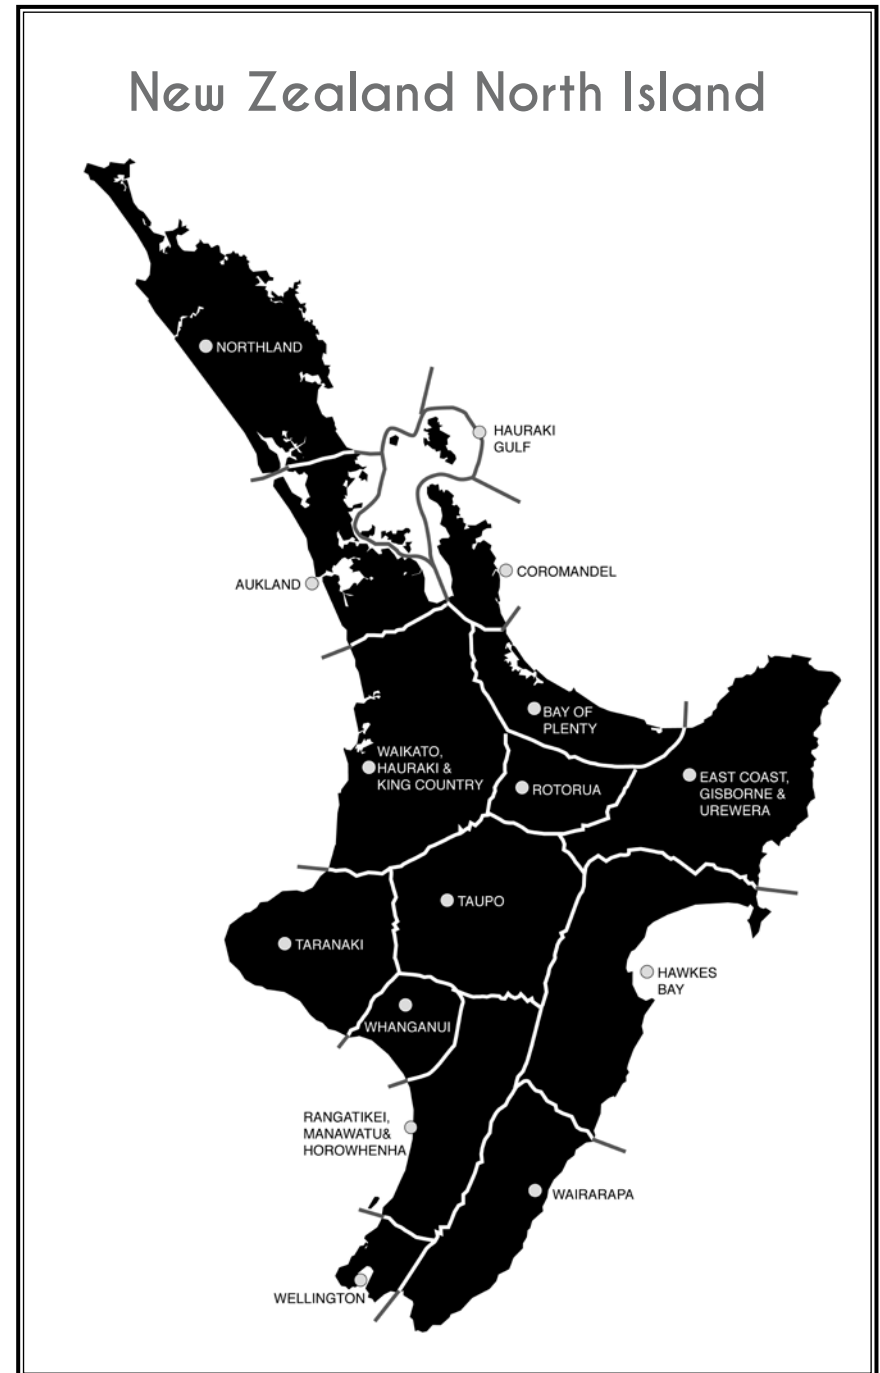 New Zealand North Island
NORTHLAND
HAURAKI
GULF
COROMANDEL
AUKLAND
BAY OF
PLENTY
WAIKATO,
HAURAKI &
KING COUNTRY
ROTORUA
EAST COAST,
GISBORNE &
UREWERA
TAUPO
TARANAKI
HAWKES
BAY
WHANGANUI
RANGATIKEI,
MANAWATU&
HOROWHENHA
WAIRARAPA
WELLINGTON